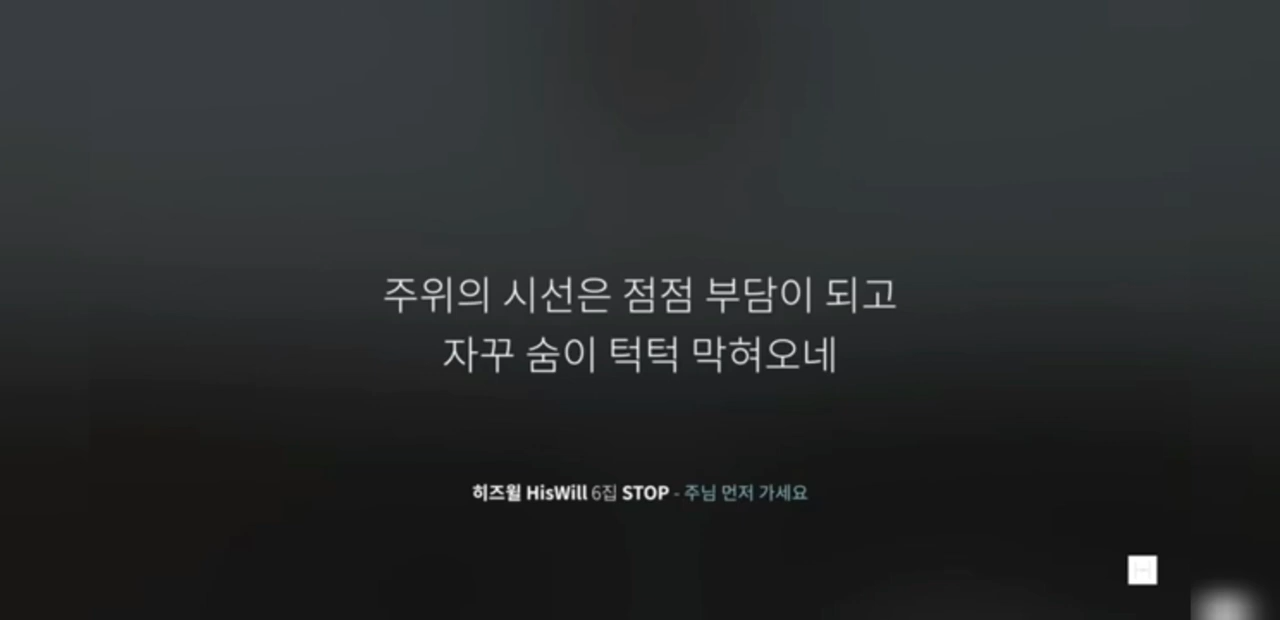 주위의 시선은 점점 부담이 되고
자꾸 숨이 턱턱 막혀오네
히즈윌 HisWill 6집 STOP - 주님 먼저 가세요